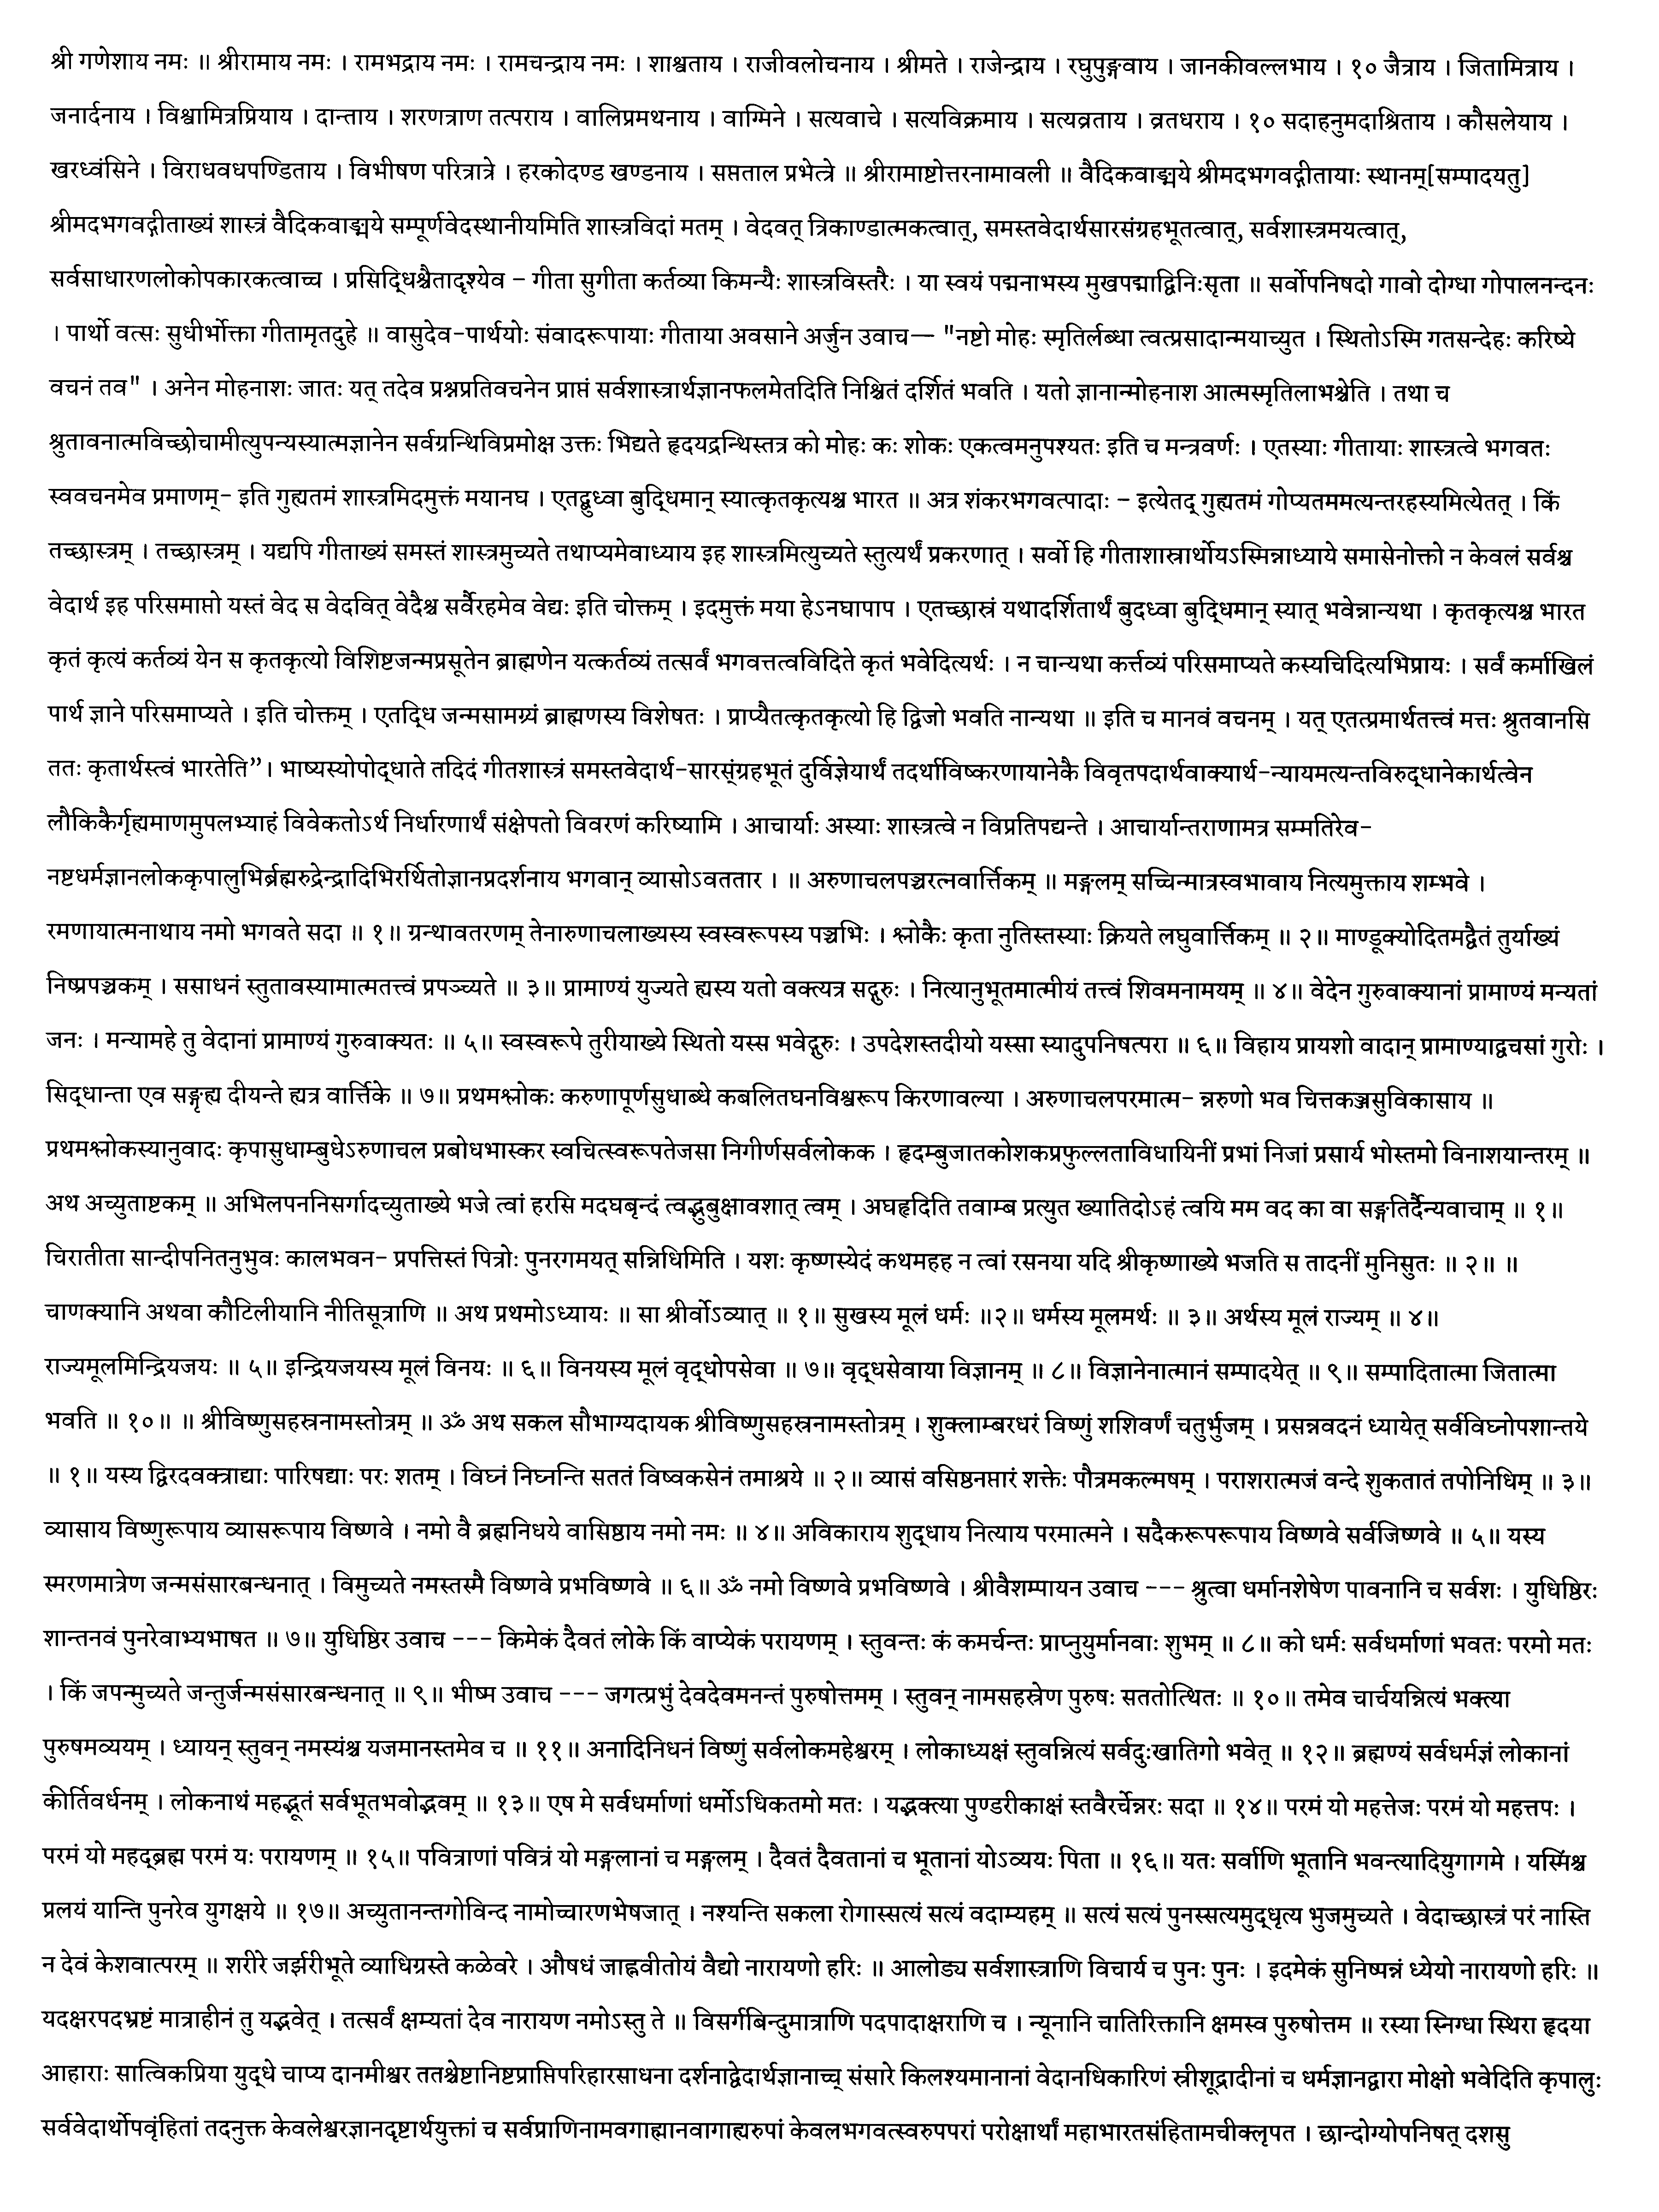 श्री गणेशाय नमः ॥ श्रीरामाय नमः । रामभद्राय नमः । रामचन्द्राय नमः । शाश्वताय । राजीवलोचनाय । श्रीमते । राजेन्द्राय । रघुपुङ्गवाय । जानकीवल्लभाय । १० जैत्राय । जितामित्राय ।
जनार्दनाय । विश्वामित्रप्रियाय । दान्ताय । शरणत्राण तत्पराय । वालिप्रमथनाय । वाग्मिने । सत्यवाचे । सत्यविक्रमाय । सत्यव्रताय । व्रतधराय । १० सदाहनुमदाश्रिताय । कौसलेयाय ।
खरध्वंसिने । विराधवधपण्डिताय । विभीषण परित्रात्रे । हरकोदण्ड खण्डनाय । सप्तताल प्रभेत्त्रे ॥ श्रीरामाष्टोत्तरनामावली ॥ वैदिकवाङ्मये श्रीमदभगवद्गीतायाः स्थानम्[सम्पादयतु]
श्रीमदभगवद्गीताख्यं शास्त्रं वैदिकवाङ्मये सम्पूर्णवेदस्थानीयमिति शास्त्रविदां मतम् । वेदवत् त्रिकाण्डात्मकत्वात्, समस्तवेदार्थसारसंग्रहभूतत्वात्, सर्वशास्त्रमयत्वात्,
सर्वसाधारणलोकोपकारकत्वाच्च । प्रसिद्धिश्चैतादृश्येव – गीता सुगीता कर्तव्या किमन्यैः शास्त्रविस्तरैः । या स्वयं पद्मनाभस्य मुखपद्माद्विनिःसृता ॥ सर्वोपनिषदो गावो दोग्धा गोपालनन्दनः
। पार्थो वत्सः सुधीर्भोक्ता गीतामृतदुहे ॥ वासुदेव-पार्थयोः संवादरूपायाः गीताया अवसाने अर्जुन उवाच— "नष्टो मोहः स्मृतिर्लब्धा त्वत्प्रसादान्मयाच्युत । स्थितोऽस्मि गतसन्देहः करिष्ये
वचनं तव" । अनेन मोहनाशः जातः यत् तदेव प्रश्नप्रतिवचनेन प्राप्तं सर्वशास्त्रार्थज्ञानफलमेतदिति निश्चितं दर्शितं भवति । यतो ज्ञानान्मोहनाश आत्मस्मृतिलाभश्चेति । तथा च
श्रुतावनात्मविच्छोचामीत्युपन्यस्यात्मज्ञानेन सर्वग्रन्थिविप्रमोक्ष उक्तः भिद्यते हृदयद्रन्थिस्तत्र को मोहः कः शोकः एकत्वमनुपश्यतः इति च मन्त्रवर्णः । एतस्याः गीतायाः शास्त्रत्वे भगवतः
स्ववचनमेव प्रमाणम्- इति गुह्यतमं शास्त्रमिदमुक्तं मयानघ । एतद्बुध्वा बुद्धिमान् स्यात्कृतकृत्यश्च भारत ॥ अत्र शंकरभगवत्पादाः – इत्येतद् गुह्यतमं गोप्यतममत्यन्तरहस्यमित्येतत् । किं
तच्छास्त्रम् । तच्छास्त्रम् । यद्यपि गीताख्यं समस्तं शास्त्रमुच्यते तथाप्यमेवाध्याय इह शास्त्रमित्युच्यते स्तुत्यर्थं प्रकरणात् । सर्वो हि गीताशास्रार्थोयऽस्मिन्नाध्याये समासेनोक्तो न केवलं सर्वश्च
वेदार्थ इह परिसमाप्तो यस्तं वेद स वेदवित् वेदैश्च सर्वैरहमेव वेद्यः इति चोक्तम् । इदमुक्तं मया हेऽनघापाप । एतच्छास्रं यथादर्शितार्थं बुदध्वा बुद्धिमान् स्यात् भवेन्नान्यथा । कृतकृत्यश्च भारत
कृतं कृत्यं कर्तव्यं येन स कृतकृत्यो विशिष्टजन्मप्रसूतेन ब्राह्मणेन यत्कर्तव्यं तत्सर्वं भगवत्तत्वविदिते कृतं भवेदित्यर्थः । न चान्यथा कर्त्तव्यं परिसमाप्यते कस्यचिदित्यभिप्रायः । सर्वं कर्माखिलं
पार्थ ज्ञाने परिसमाप्यते । इति चोक्तम् । एतद्धि जन्मसामग्र्यं ब्राह्मणस्य विशेषतः । प्राप्यैतत्कृतकृत्यो हि द्विजो भवति नान्यथा ॥ इति च मानवं वचनम् । यत् एतत्प्रमार्थतत्त्वं मत्तः श्रुतवानसि
ततः कृतार्थस्त्वं भारतेति”। भाष्यस्योपोद्धाते तदिदं गीतशास्त्रं समस्तवेदार्थ-सारस्ंग्रहभूतं दुर्विज्ञेयार्थं तदर्थाविष्करणायानेकै विवृतपदार्थवाक्यार्थ-न्यायमत्यन्तविरुद्धानेकार्थत्वेन
लौकिकैर्गृह्यमाणमुपलभ्याहं विवेकतोऽर्थ निर्धारणार्थं संक्षेपतो विवरणं करिष्यामि । आचार्याः अस्याः शास्त्रत्वे न विप्रतिपद्यन्ते । आचार्यान्तराणामत्र सम्मतिरेव-
नष्टधर्मज्ञानलोककृपालुभिर्ब्रह्मरुद्रेन्द्रादिभिरर्थितोज्ञानप्रदर्शनाय भगवान् व्यासोऽवततार । ॥ अरुणाचलपञ्चरत्नवार्त्तिकम् ॥ मङ्गलम् सच्चिन्मात्रस्वभावाय नित्यमुक्ताय शम्भवे ।
रमणायात्मनाथाय नमो भगवते सदा ॥ १॥ ग्रन्थावतरणम् तेनारुणाचलाख्यस्य स्वस्वरूपस्य पञ्चभिः । श्लोकैः कृता नुतिस्तस्याः क्रियते लघुवार्त्तिकम् ॥ २॥ माण्डूक्योदितमद्वैतं तुर्याख्यं
निष्प्रपञ्चकम् । ससाधनं स्तुतावस्यामात्मतत्त्वं प्रपञ्च्यते ॥ ३॥ प्रामाण्यं युज्यते ह्यस्य यतो वक्त्यत्र सद्गुरुः । नित्यानुभूतमात्मीयं तत्त्वं शिवमनामयम् ॥ ४॥ वेदेन गुरुवाक्यानां प्रामाण्यं मन्यतां
जनः । मन्यामहे तु वेदानां प्रामाण्यं गुरुवाक्यतः ॥ ५॥ स्वस्वरूपे तुरीयाख्ये स्थितो यस्स भवेद्गुरुः । उपदेशस्तदीयो यस्सा स्यादुपनिषत्परा ॥ ६॥ विहाय प्रायशो वादान् प्रामाण्याद्वचसां गुरोः ।
सिद्धान्ता एव सङ्गृह्य दीयन्ते ह्यत्र वार्त्तिके ॥ ७॥ प्रथमश्लोकः करुणापूर्णसुधाब्धे कबलितघनविश्वरूप किरणावल्या । अरुणाचलपरमात्म- न्नरुणो भव चित्तकञ्जसुविकासाय ॥
प्रथमश्लोकस्यानुवादः कृपासुधाम्बुधेऽरुणाचल प्रबोधभास्कर स्वचित्स्वरूपतेजसा निगीर्णसर्वलोकक । हृदम्बुजातकोशकप्रफुल्लताविधायिनीं प्रभां निजां प्रसार्य भोस्तमो विनाशयान्तरम् ॥
अथ अच्युताष्टकम् ॥ अभिलपननिसर्गादच्युताख्ये भजे त्वां हरसि मदघबृन्दं त्वद्भुबुक्षावशात् त्वम् । अघहृदिति तवाम्ब प्रत्युत ख्यातिदोऽहं त्वयि मम वद का वा सङ्गतिर्दैन्यवाचाम् ॥ १॥
चिरातीता सान्दीपनितनुभुवः कालभवन- प्रपत्तिस्तं पित्रोः पुनरगमयत् सन्निधिमिति । यशः कृष्णस्येदं कथमहह न त्वां रसनया यदि श्रीकृष्णाख्ये भजति स तादनीं मुनिसुतः ॥ २॥ ॥
चाणक्यानि अथवा कौटिलीयानि नीतिसूत्राणि ॥ अथ प्रथमोऽध्यायः ॥ सा श्रीर्वोऽव्यात् ॥ १॥ सुखस्य मूलं धर्मः ॥२॥ धर्मस्य मूलमर्थः ॥ ३॥ अर्थस्य मूलं राज्यम् ॥ ४॥
राज्यमूलमिन्द्रियजयः ॥ ५॥ इन्द्रियजयस्य मूलं विनयः ॥ ६॥ विनयस्य मूलं वृद्धोपसेवा ॥ ७॥ वृद्धसेवाया विज्ञानम् ॥ ८॥ विज्ञानेनात्मानं सम्पादयेत् ॥ ९॥ सम्पादितात्मा जितात्मा
भवति ॥ १०॥ ॥ श्रीविष्णुसहस्रनामस्तोत्रम् ॥ ॐ अथ सकल सौभाग्यदायक श्रीविष्णुसहस्रनामस्तोत्रम् । शुक्लाम्बरधरं विष्णुं शशिवर्णं चतुर्भुजम् । प्रसन्नवदनं ध्यायेत् सर्वविघ्नोपशान्तये
॥ १॥ यस्य द्विरदवक्त्राद्याः पारिषद्याः परः शतम् । विघ्नं निघ्नन्ति सततं विष्वकसेनं तमाश्रये ॥ २॥ व्यासं वसिष्ठनप्तारं शक्तेः पौत्रमकल्मषम् । पराशरात्मजं वन्दे शुकतातं तपोनिधिम् ॥ ३॥
व्यासाय विष्णुरूपाय व्यासरूपाय विष्णवे । नमो वै ब्रह्मनिधये वासिष्ठाय नमो नमः ॥ ४॥ अविकाराय शुद्धाय नित्याय परमात्मने । सदैकरूपरूपाय विष्णवे सर्वजिष्णवे ॥ ५॥ यस्य
स्मरणमात्रेण जन्मसंसारबन्धनात् । विमुच्यते नमस्तस्मै विष्णवे प्रभविष्णवे ॥ ६॥ ॐ नमो विष्णवे प्रभविष्णवे । श्रीवैशम्पायन उवाच --- श्रुत्वा धर्मानशेषेण पावनानि च सर्वशः । युधिष्ठिरः
शान्तनवं पुनरेवाभ्यभाषत ॥ ७॥ युधिष्ठिर उवाच --- किमेकं दैवतं लोके किं वाप्येकं परायणम् । स्तुवन्तः कं कमर्चन्तः प्राप्नुयुर्मानवाः शुभम् ॥ ८॥ को धर्मः सर्वधर्माणां भवतः परमो मतः
। किं जपन्मुच्यते जन्तुर्जन्मसंसारबन्धनात् ॥ ९॥ भीष्म उवाच --- जगत्प्रभुं देवदेवमनन्तं पुरुषोत्तमम् । स्तुवन् नामसहस्रेण पुरुषः सततोत्थितः ॥ १०॥ तमेव चार्चयन्नित्यं भक्त्या
पुरुषमव्ययम् । ध्यायन् स्तुवन् नमस्यंश्च यजमानस्तमेव च ॥ ११॥ अनादिनिधनं विष्णुं सर्वलोकमहेश्वरम् । लोकाध्यक्षं स्तुवन्नित्यं सर्वदुःखातिगो भवेत् ॥ १२॥ ब्रह्मण्यं सर्वधर्मज्ञं लोकानां
कीर्तिवर्धनम् । लोकनाथं महद्भूतं सर्वभूतभवोद्भवम् ॥ १३॥ एष मे सर्वधर्माणां धर्मोऽधिकतमो मतः । यद्भक्त्या पुण्डरीकाक्षं स्तवैरर्चेन्नरः सदा ॥ १४॥ परमं यो महत्तेजः परमं यो महत्तपः ।
परमं यो महद्ब्रह्म परमं यः परायणम् ॥ १५॥ पवित्राणां पवित्रं यो मङ्गलानां च मङ्गलम् । दैवतं दैवतानां च भूतानां योऽव्ययः पिता ॥ १६॥ यतः सर्वाणि भूतानि भवन्त्यादियुगागमे । यस्मिंश्च
प्रलयं यान्ति पुनरेव युगक्षये ॥ १७॥ अच्युतानन्तगोविन्द नामोच्चारणभेषजात् । नश्यन्ति सकला रोगास्सत्यं सत्यं वदाम्यहम् ॥ सत्यं सत्यं पुनस्सत्यमुद्धृत्य भुजमुच्यते । वेदाच्छास्त्रं परं नास्ति
न देवं केशवात्परम् ॥ शरीरे जर्झरीभूते व्याधिग्रस्ते कळेवरे । औषधं जाह्नवीतोयं वैद्यो नारायणो हरिः ॥ आलोड्य सर्वशास्त्राणि विचार्य च पुनः पुनः । इदमेकं सुनिष्पन्नं ध्येयो नारायणो हरिः ॥
यदक्षरपदभ्रष्टं मात्राहीनं तु यद्भवेत् । तत्सर्वं क्षम्यतां देव नारायण नमोऽस्तु ते ॥ विसर्गबिन्दुमात्राणि पदपादाक्षराणि च । न्यूनानि चातिरिक्तानि क्षमस्व पुरुषोत्तम ॥ रस्या स्निग्धा स्थिरा हृदया
आहाराः सात्विकप्रिया युद्धे चाप्य दानमीश्वर ततश्चेष्टानिष्टप्राप्तिपरिहारसाधना दर्शनाद्वेदार्थज्ञानाच्च् संसारे किलश्यमानानां वेदानधिकारिणं स्रीशूद्रादीनां च धर्मज्ञानद्वारा मोक्षो भवेदिति कृपालुः
सर्ववेदार्थोपवृंहितां तदनुक्त केवलेश्वरज्ञानदृष्टार्थयुक्तां च सर्वप्राणिनामवगाह्मानवागाह्यरुपां केवलभगवत्स्वरुपपरां परोक्षार्थां महाभारतसंहितामचीक्लृपत । छान्दोग्योपनिषत् दशसु